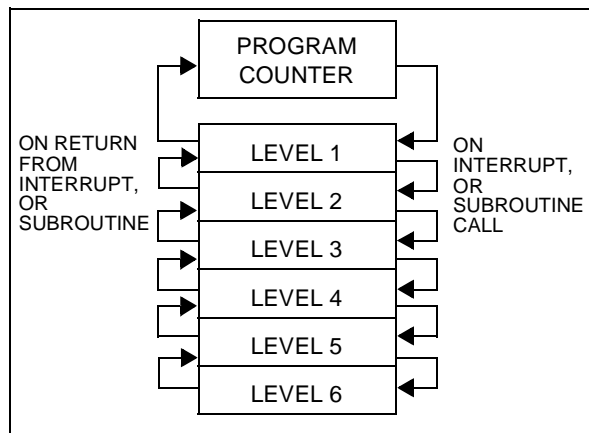 PROGRAM
COUNTER
ON RETURN
FROM
INTERRUPT,
OR
SUBROUTINE
LEVEL 1
LEVEL 2
LEVEL 3
LEVEL 4
LEVEL 5
LEVEL 6
ON
INTERRUPT,
OR
SUBROUTINE
CALL